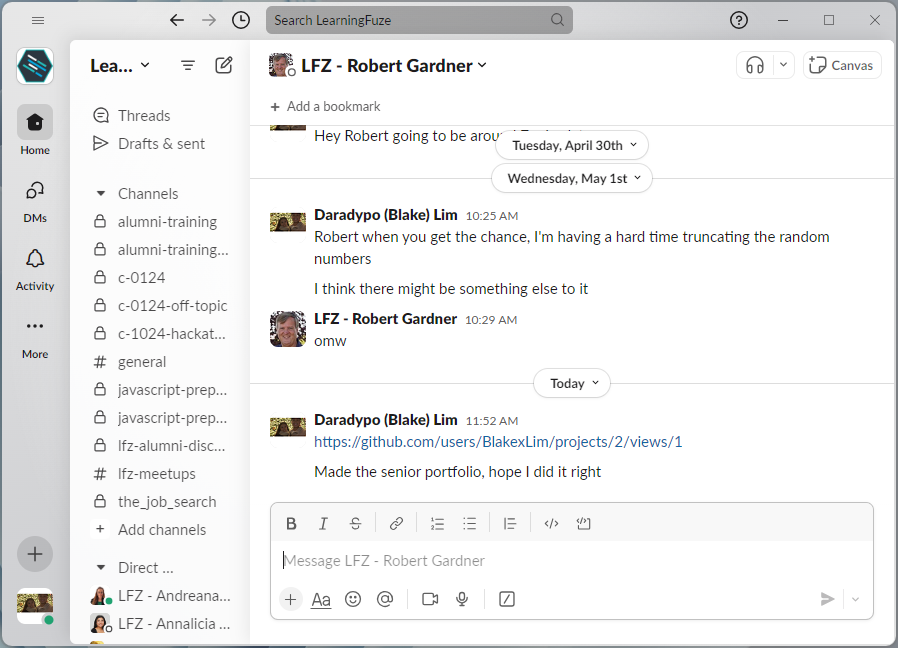 Search LearningFuze
Lea...
LFZ - Robert Gardner
Canvas
Add a bookmark
Home
DMs
Activity
More
Threads
Drafts & sent
Channels
alumni-training
alumni-training...
c-0124
c-0124-off-topic
c-1024-hackat...
general
javascript-prep...
javascript-prep...
lfz-alumni-disc...
lfz-meetups
the_job_search
Add channels
Direct ...
LFZ - Andreana...
LFZ - Annalicia ...
Hey Robert going to be
Tuesday, April 30th
Wednesday, May 1st
Daradypo (Blake) Lim 10:25 AM
Robert when you get the chance, I'm having a hard time truncating the random
numbers
I think there might be something else to it
LFZ - Robert Gardner 10:29 AM
omw
Today
Daradypo (Blake) Lim 11:52 AM
https://github.com/users/BlakexLim/projects/2/views/1
Made the senior portfolio, hope I did it right
Message LFZ - Robert Gardner
Aa